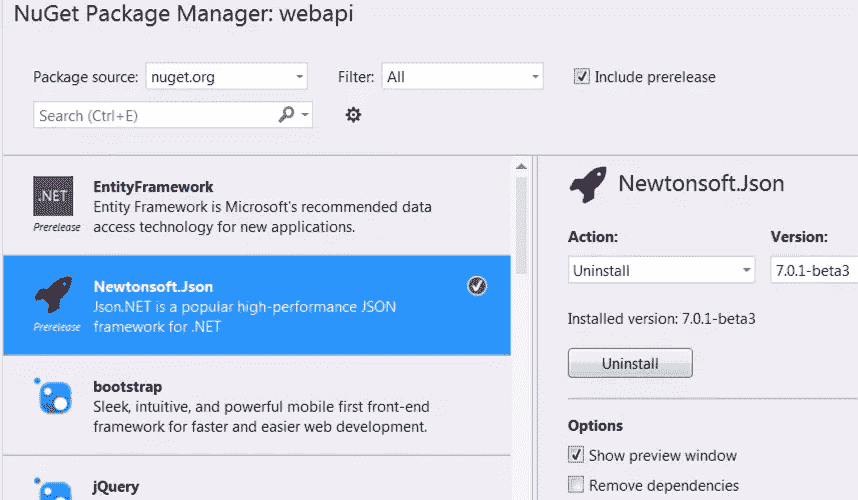 NuGet Package Manager: webapi
Package source: nuget.org Filter: All Include prerelease
Search (Ctrl+E)
.NET
Prerelease
EntityFramework
Entity Framework is Microsoft's recommended data
access technology for new applications.
Prerelease
Newtonsoft.Json
Json.NET is a popular high-performance JSON
framework for .NET
bootstrap
Sleek, intuitive, and powerful mobile first front-end
framework for faster and easier web development.
jQuery
Newtonsoft.Json
Action: Version:
Uninstall 7.0.1-beta3
Installed version: 7.0.1-beta3
Uninstall
Options
Show preview window
Remove dependencies